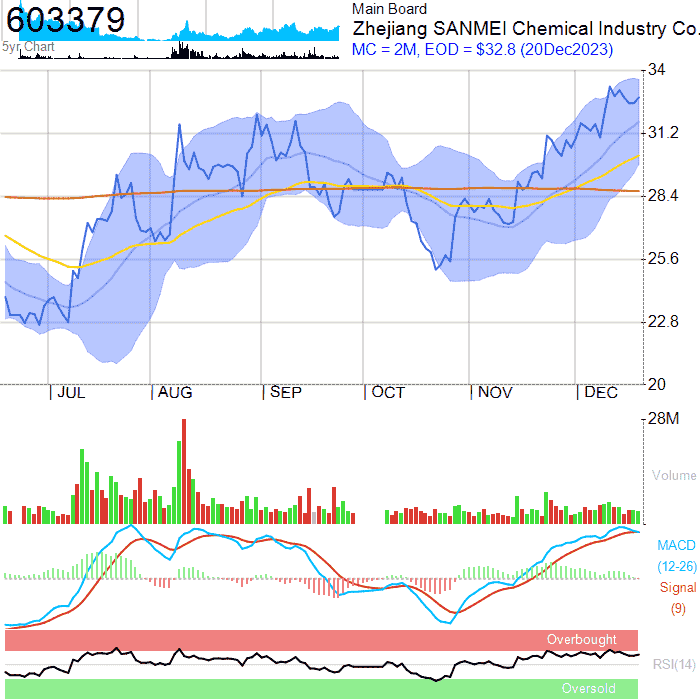 603379
5yr Chart
Main Board
Zhejiang SANMEI Chemical Industry Co.
MC = 2M, EOD = $32.8 (20Dec2023)
34
31.2
28.4
25.6
22.8
20
JUL
AUG
SEP
OCT
NOV
DEC
28M
Volume
MACD
(12-26)
Signal
(9)
Overbought
RSI(14)
Oversold